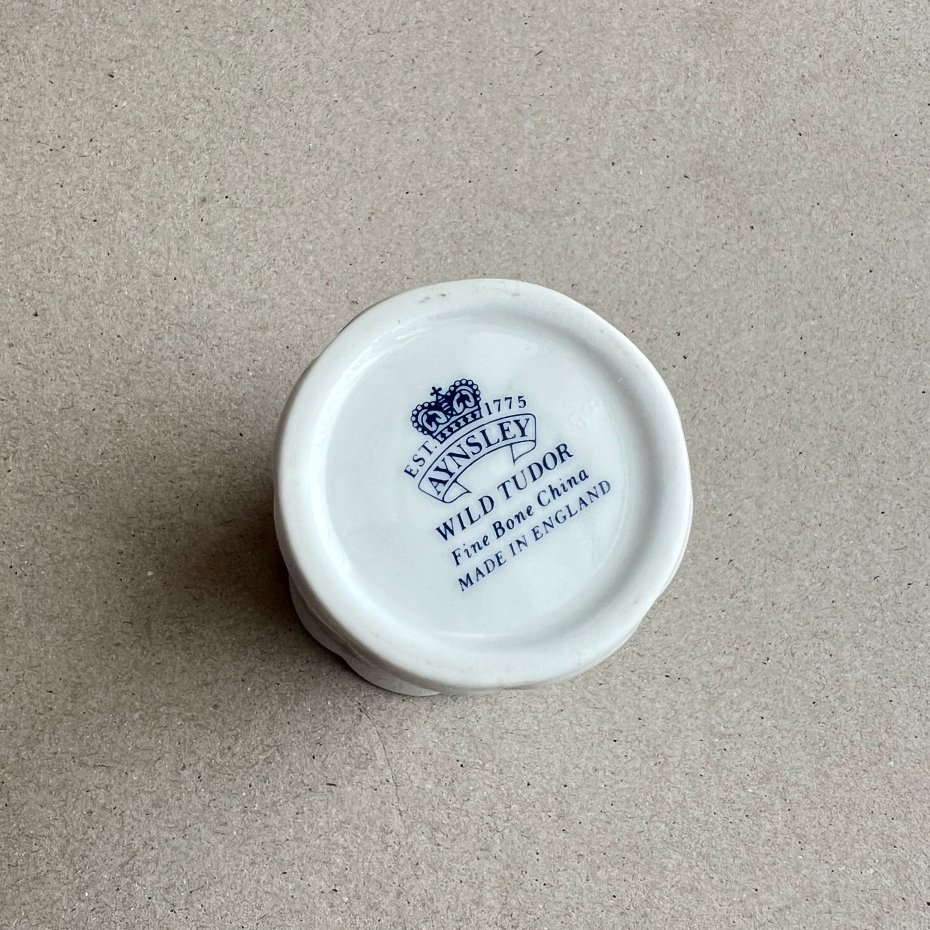 EST. 1775
AYNSLEY
WILD TUDOR
Fine Bone China
MADE IN ENGLAND